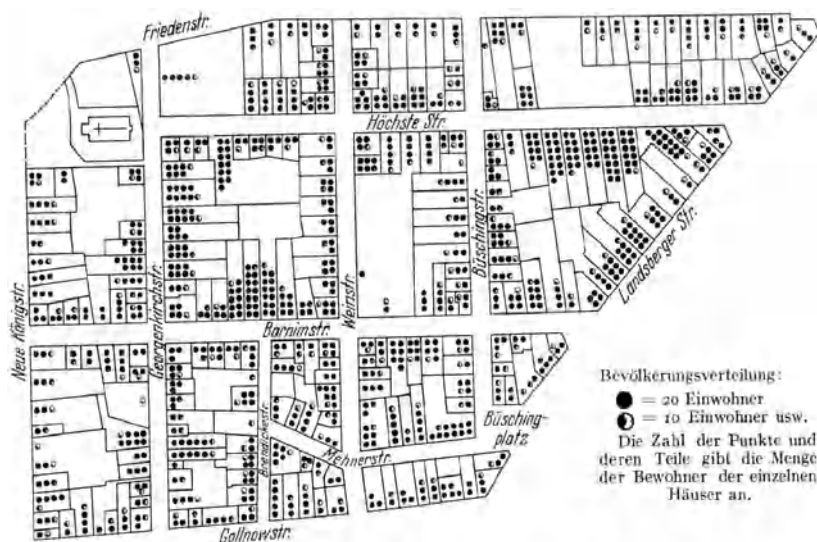 Friedenstr.
Höchste Str.
Neue Königstr.
Georgenkirchstr.
Weinstr.
Büschingstr.
Landsberger Str.
Barnimstr.
Büsching-
platz
Brendickestr.
Mehnerstr.
Gollnowstr.
Bevölkerungsverteilung:
= 20 Einwohner
= 10 Einwohner usw.
Die Zahl der Punkte und
deren Teile gibt die Menge
der Bewohner der einzelnen
Häuser an.